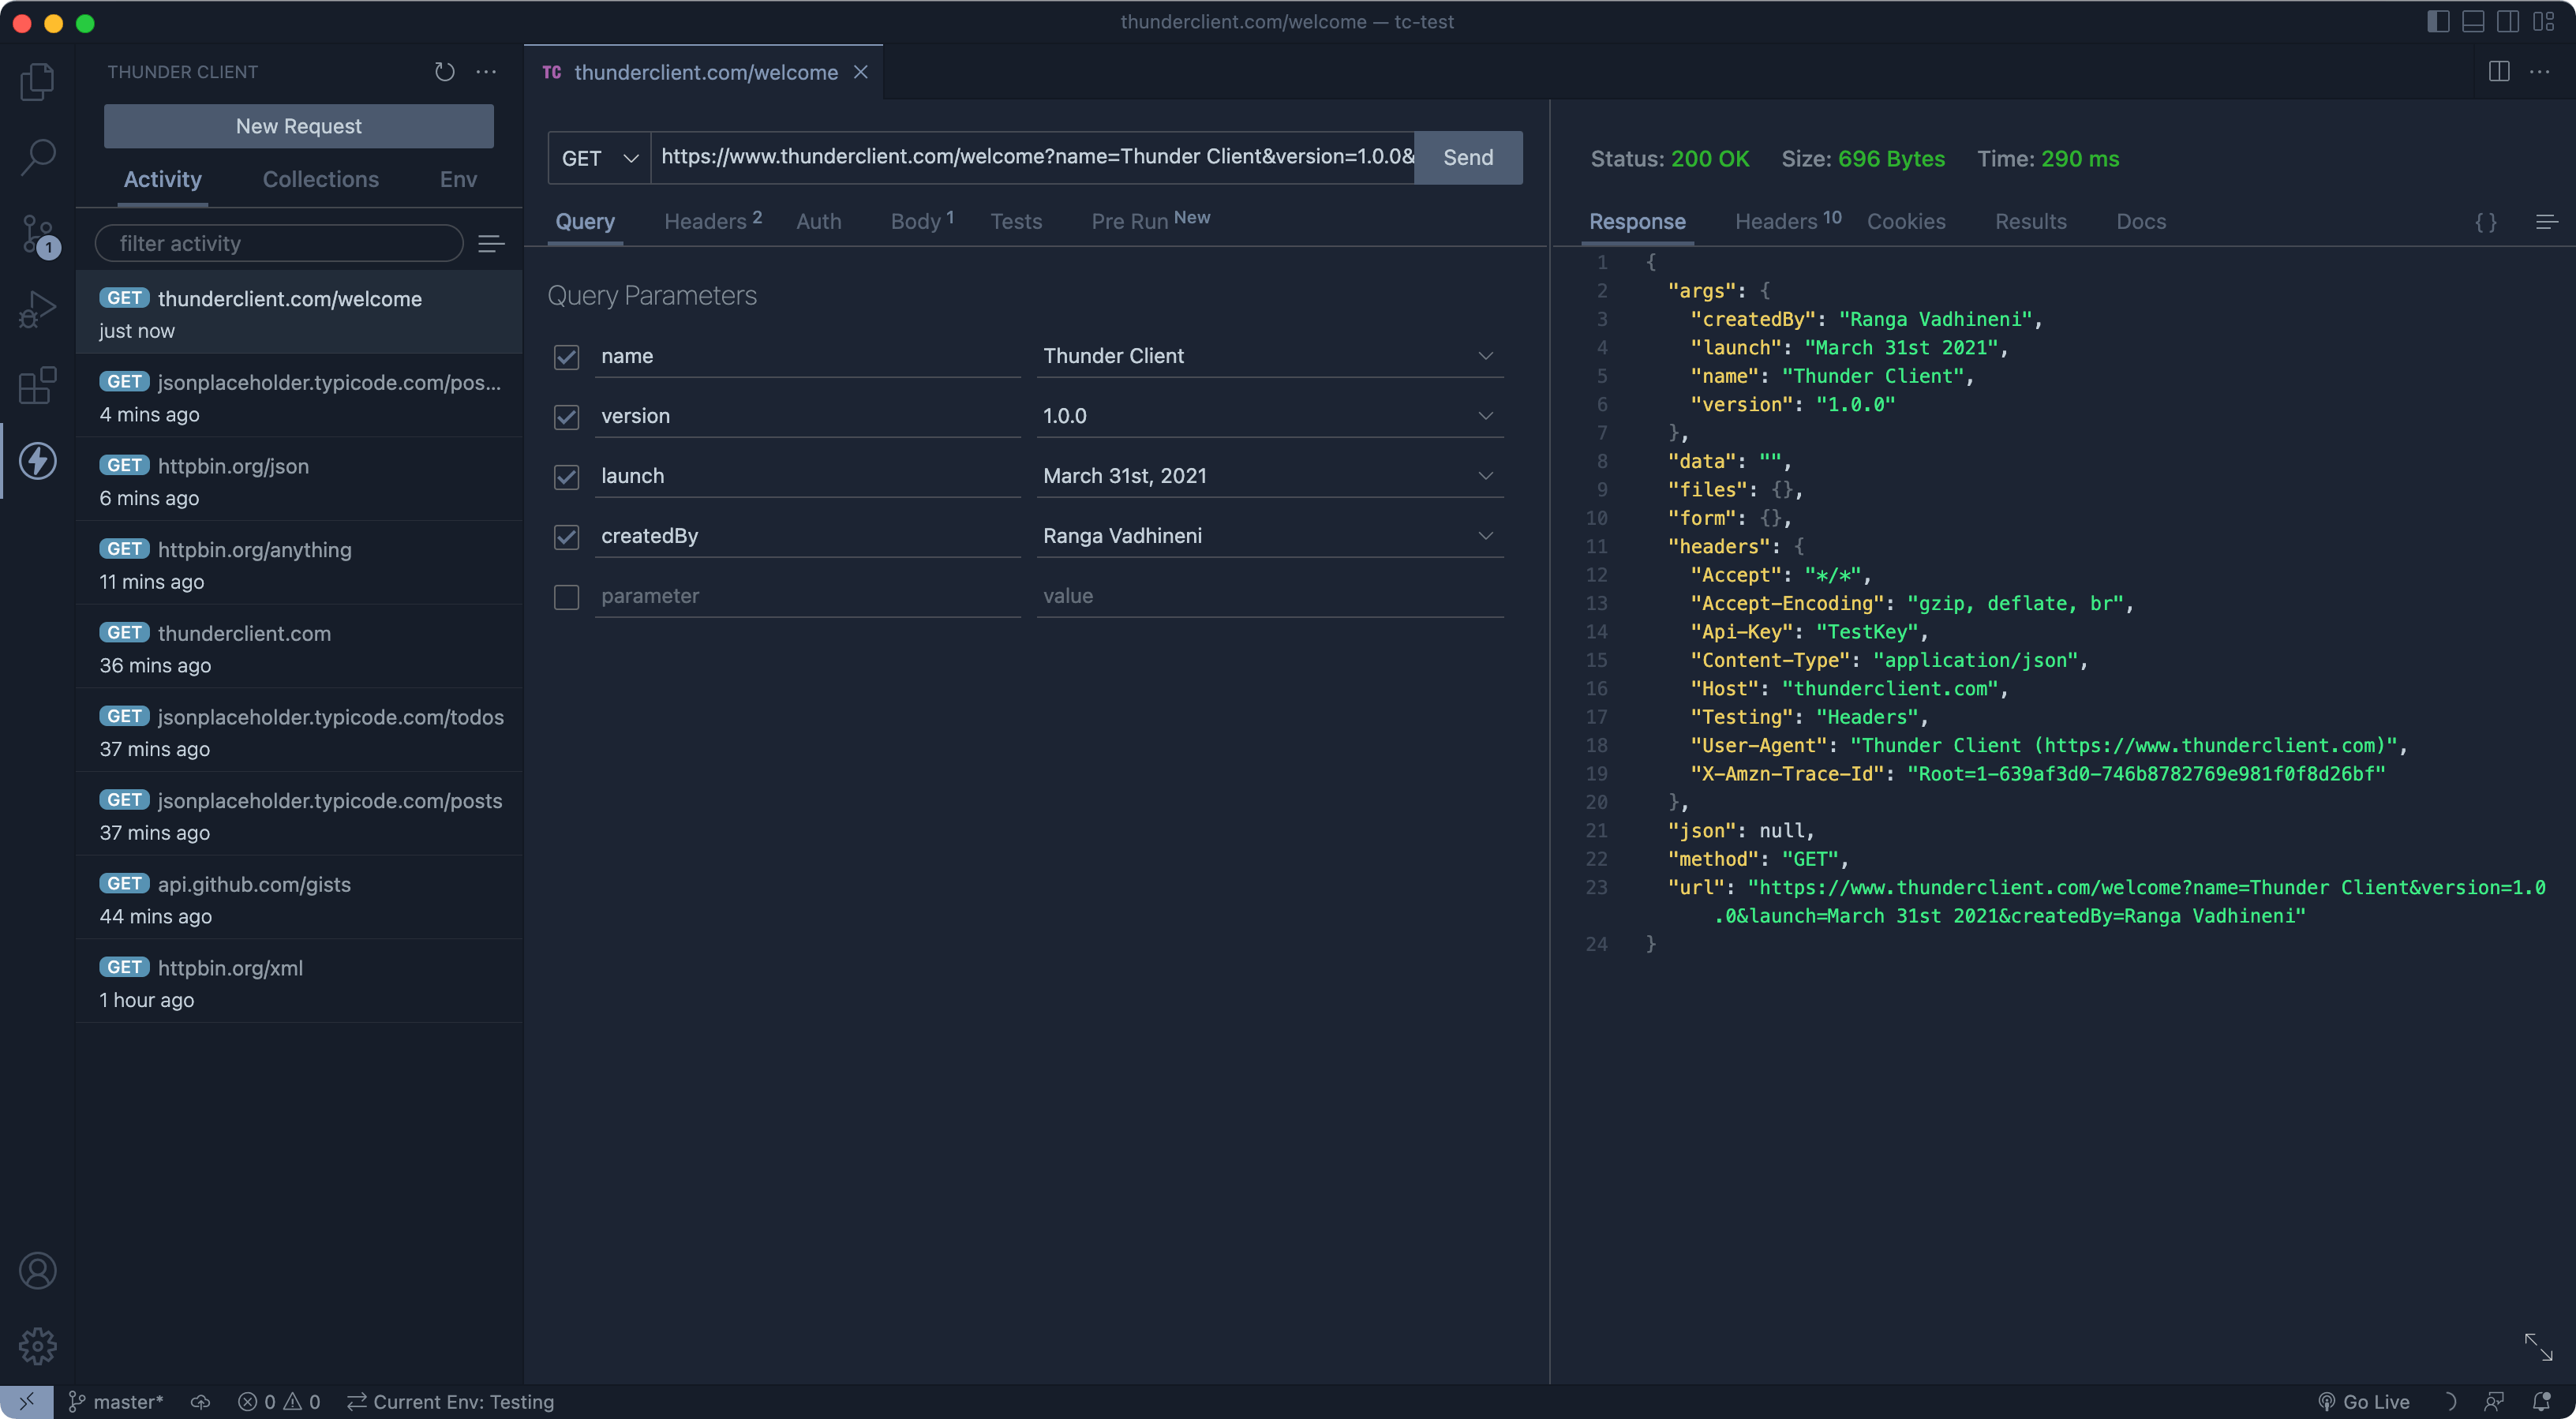 thunderclient.com/welcome — tc-test
THUNDER CLIENT
New Request
Activity Collections Env
filter activity
1
GET thunderclient.com/welcome
just now
GET jsonplaceholder.typicode.com/pos...
4 mins ago
GET httpbin.org/json
6 mins ago
GET httpbin.org/anything
11 mins ago
GET thunderclient.com
36 mins ago
GET jsonplaceholder.typicode.com/todos
37 mins ago
GET jsonplaceholder.typicode.com/posts
37 mins ago
GET api.github.com/gists
44 mins ago
GET httpbin.org/xml
1 hour ago
TC thunderclient.com/welcome
GET https://www.thunderclient.com/welcome?name=Thunder Client&version=1.0.0& Send
Query Headers 2 Auth Body 1 Tests Pre Run New
Query Parameters
name Thunder Client
version 1.0.0
launch March 31st, 2021
createdBy Ranga Vadhineni
parameter value
Status: 200 OK Size: 696 Bytes Time: 290 ms
Response Headers 10 Cookies Results Docs { }
1 {
2 "args": {
3 "createdBy": "Ranga Vadhineni",
4 "launch": "March 31st 2021",
5 "name": "Thunder Client",
6 "version": "1.0.0"
7 },
8 "data": "",
9 "files": {},
10 "form": {},
11 "headers": {
12 "Accept": "*/*",
13 "Accept-Encoding": "gzip, deflate, br",
14 "Api-Key": "TestKey",
15 "Content-Type": "application/json",
16 "Host": "thunderclient.com",
17 "Testing": "Headers",
18 "User-Agent": "Thunder Client (https://www.thunderclient.com)",
19 "X-Amzn-Trace-Id": "Root=1-639af3d0-746b8782769e981f0f8d26bf"
20 },
21 "json": null,
22 "method": "GET",
23 "url": "https://www.thunderclient.com/welcome?name=Thunder Client&version=1.0
.0&launch=March 31st 2021&createdBy=Ranga Vadhineni"
24 }
master* 0 0 Current Env: Testing Go Live